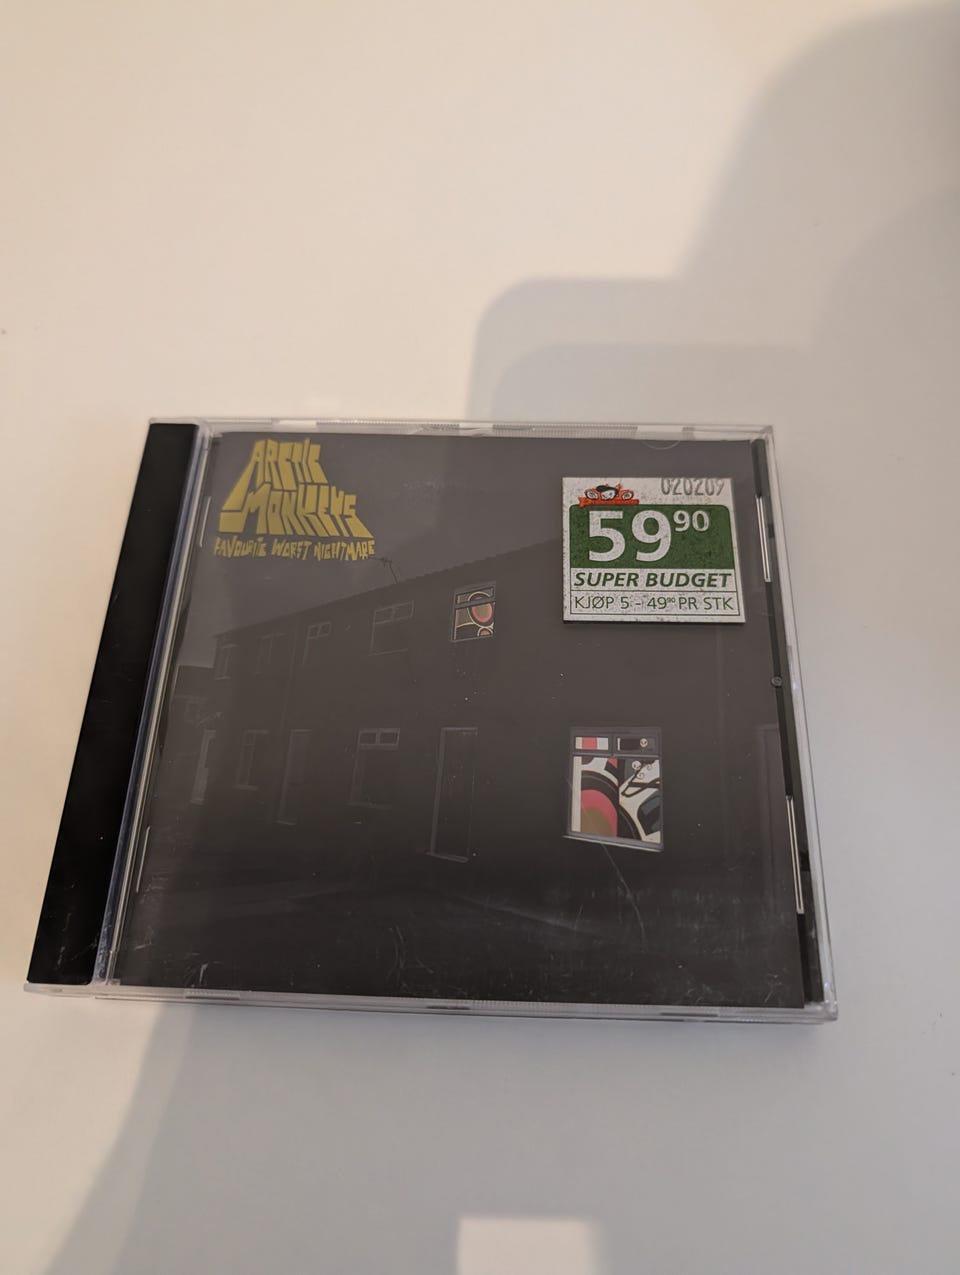 ARCTIC
MONKEYS
FAVOURITE WORST NIGHTMARE
020209
59⁹⁰
SUPER BUDGET
KJØP 5 - 49⁹⁰ PR STK